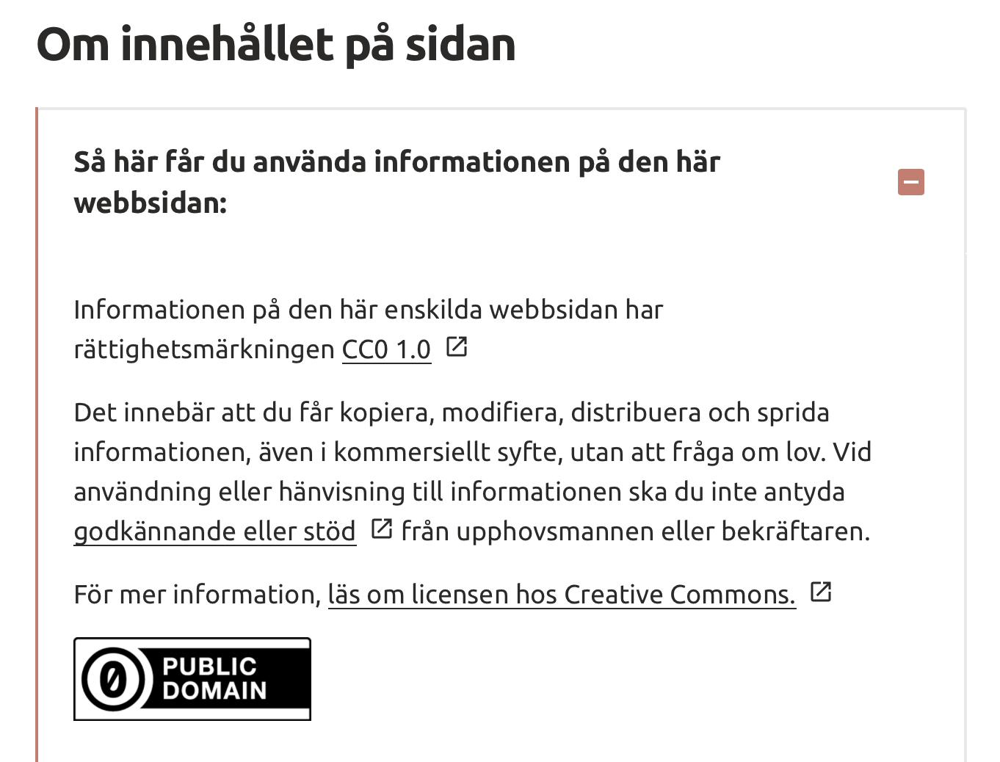 Om innehållet på sidan
Så här får du använda informationen på den här
webbsidan:
Informationen på den här enskilda webbsidan har
rättighetsmärkningen CC0 1.0
Det innebär att du får kopiera, modifiera, distribuera och sprida
informationen, även i kommersiellt syfte, utan att fråga om lov. Vid
användning eller hänvisning till informationen ska du inte antyda
godkännande eller stöd från upphovsmannen eller bekräftaren.
För mer information, läs om licensen hos Creative Commons.
0 PUBLIC
DOMAIN